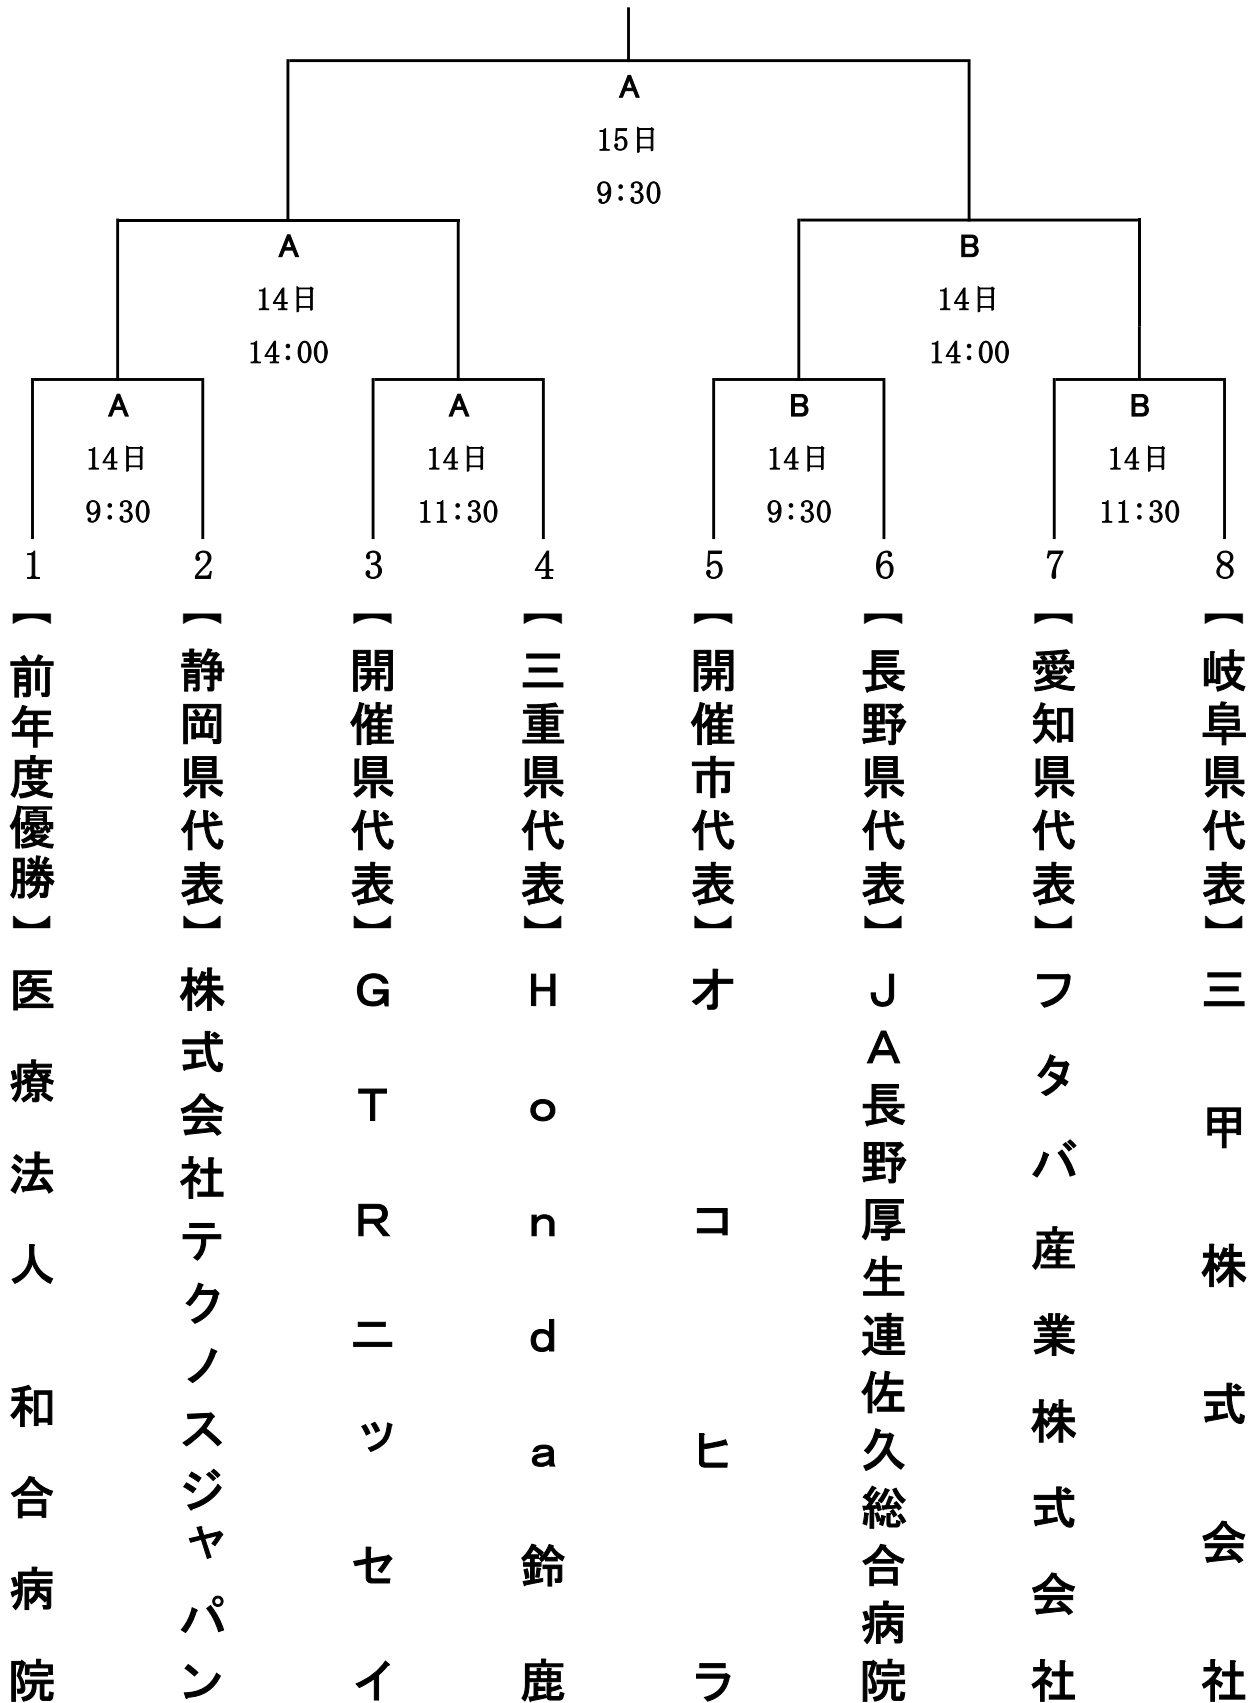 A
15日
9:30
A
14日
14:00
B
14日
14:00
A
14日
9:30
A
14日
11:30
B
14日
9:30
B
14日
11:30
1
【前年度優勝】医療法人 和合病院
2
【静岡県代表】株式会社テクノスジャパン
3
【開催県代表】GTRニッセイ
4
【三重県代表】Honda鈴鹿
5
【開催市代表】オコヒラ
6
【長野県代表】JA長野厚生連佐久総合病院
7
【愛知県代表】フタバ産業株式会社
8
【岐阜県代表】三甲株式会社